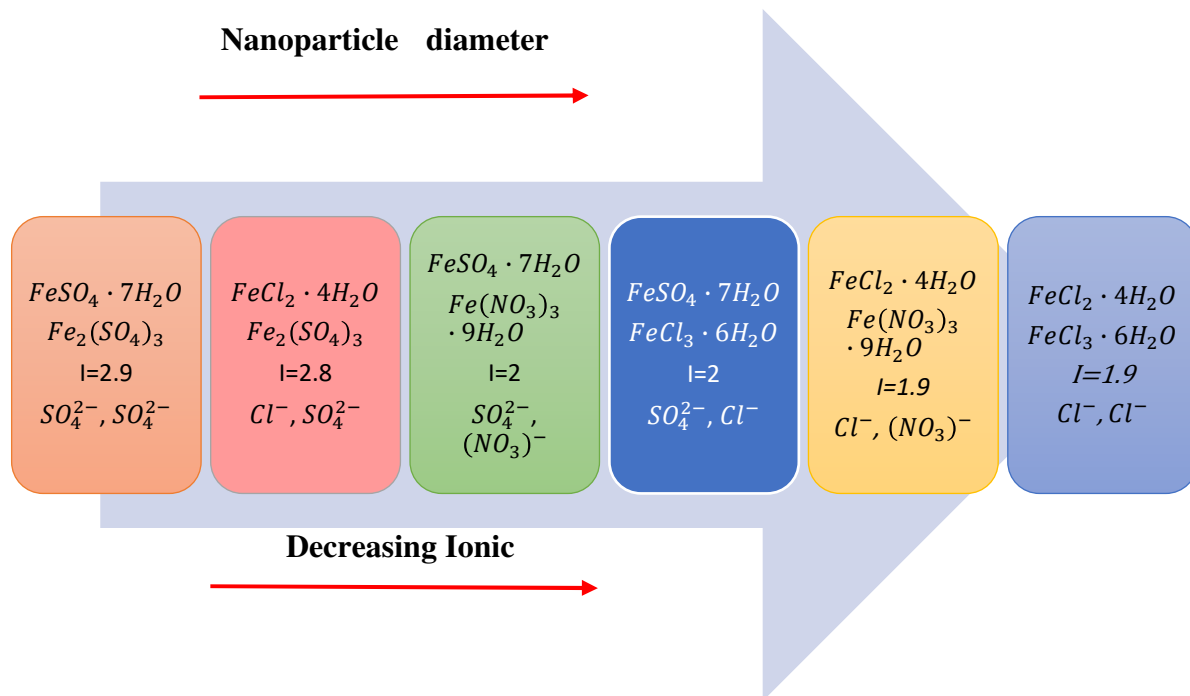 Nanoparticle diameter
FeSO₄ · 7H₂O
Fe₂(SO₄)₃
I=2.9
SO₄²⁻, SO₄²⁻
FeCl₂ · 4H₂O
Fe₂(SO₄)₃
I=2.8
Cl⁻, SO₄²⁻
FeSO₄ · 7H₂O
Fe(NO₃)₃
· 9H₂O
I=2
SO₄²⁻,
(NO₃)⁻
FeSO₄ · 7H₂O
FeCl₃ · 6H₂O
I=2
SO₄²⁻, Cl⁻
FeCl₂ · 4H₂O
Fe(NO₃)₃
· 9H₂O
I=1.9
Cl⁻, (NO₃)⁻
FeCl₂ · 4H₂O
FeCl₃ · 6H₂O
I=1.9
Cl⁻, Cl⁻
Decreasing Ionic